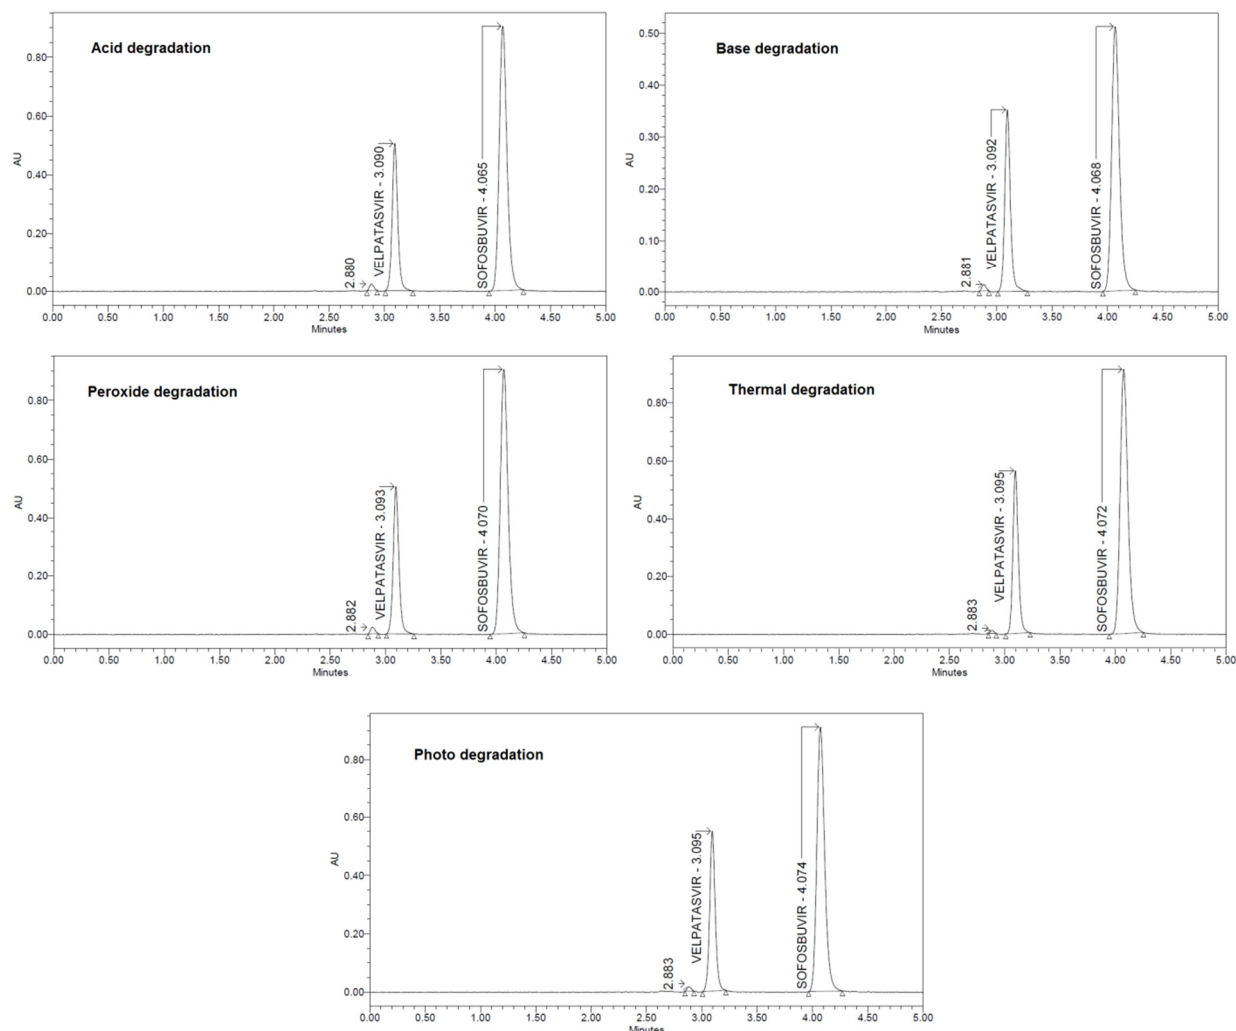 Acid degradation
AU
0.80
0.60
0.40
0.20
0.00
2.880
VELPATASVIR - 3.090
SOFOSBUVIR - 4.065
0.00 0.50 1.00 1.50 2.00 2.50 3.00 3.50 4.00 4.50 5.00
Minutes
Base degradation
AU
0.50
0.40
0.30
0.20
0.10
0.00
2.881
VELPATASVIR - 3.092
SOFOSBUVIR - 4.068
0.00 0.50 1.00 1.50 2.00 2.50 3.00 3.50 4.00 4.50 5.00
Minutes
Peroxide degradation
AU
0.80
0.60
0.40
0.20
0.00
2.882
VELPATASVIR - 3.093
SOFOSBUVIR - 4.070
0.00 0.50 1.00 1.50 2.00 2.50 3.00 3.50 4.00 4.50 5.00
Minutes
Thermal degradation
AU
0.80
0.60
0.40
0.20
0.00
2.883
VELPATASVIR - 3.095
SOFOSBUVIR - 4.072
0.00 0.50 1.00 1.50 2.00 2.50 3.00 3.50 4.00 4.50 5.00
Minutes
Photo degradation
AU
0.80
0.60
0.40
0.20
0.00
2.883
VELPATASVIR - 3.095
SOFOSBUVIR - 4.074
0.00 0.50 1.00 1.50 2.00 2.50 3.00 3.50 4.00 4.50 5.00
Minutes